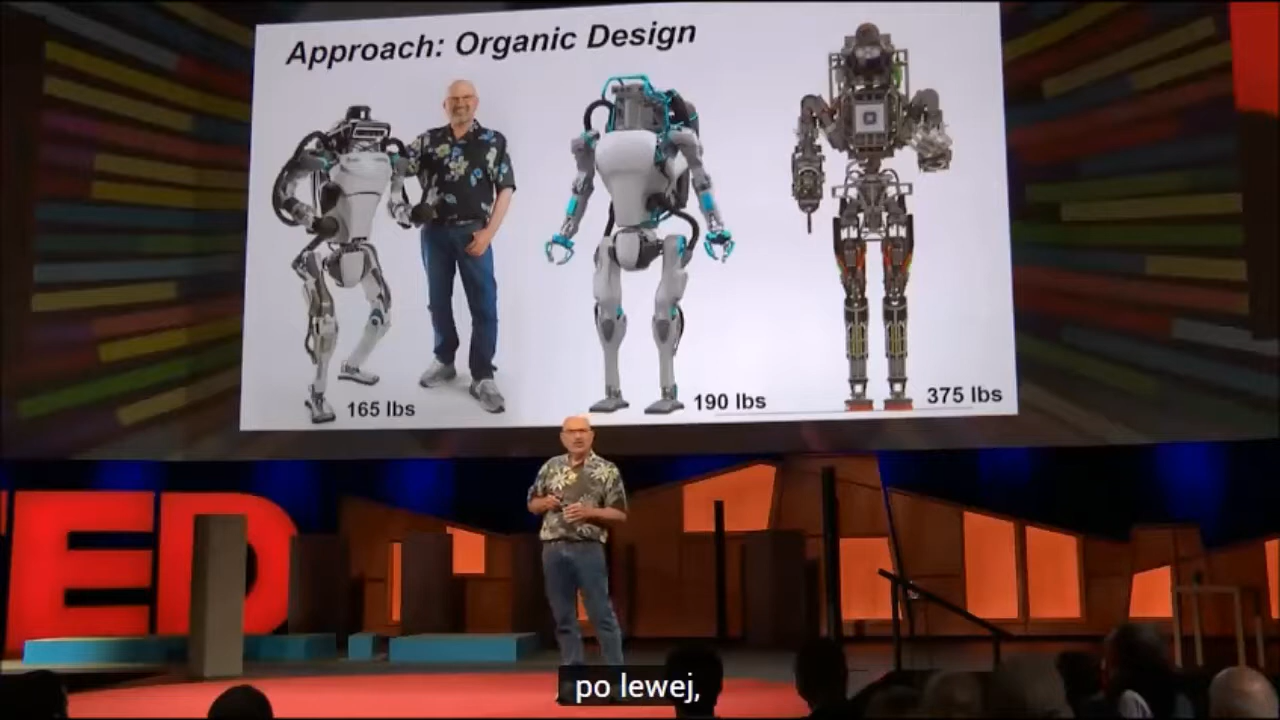 Approach: Organic Design
165 lbs
190 lbs
375 lbs
ED
po lewej,